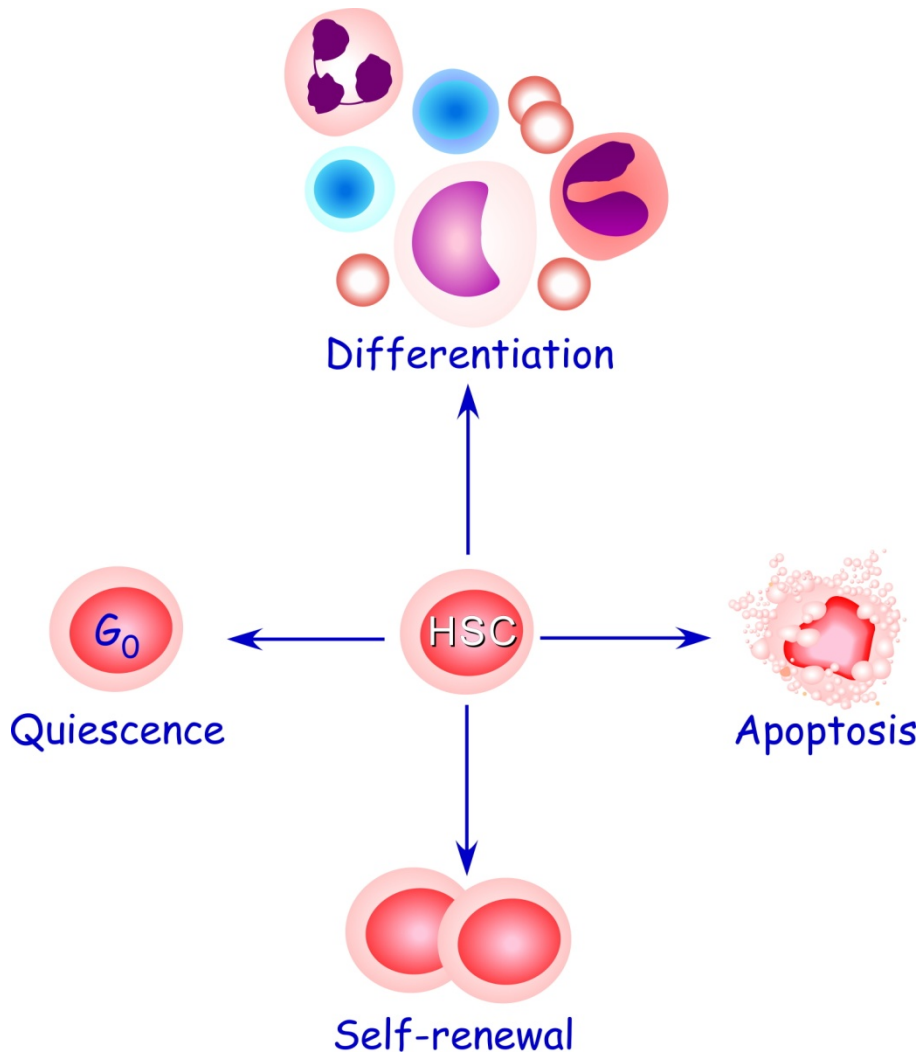 Differentiation
G₀
HSC
Quiescence
Apoptosis
Self-renewal